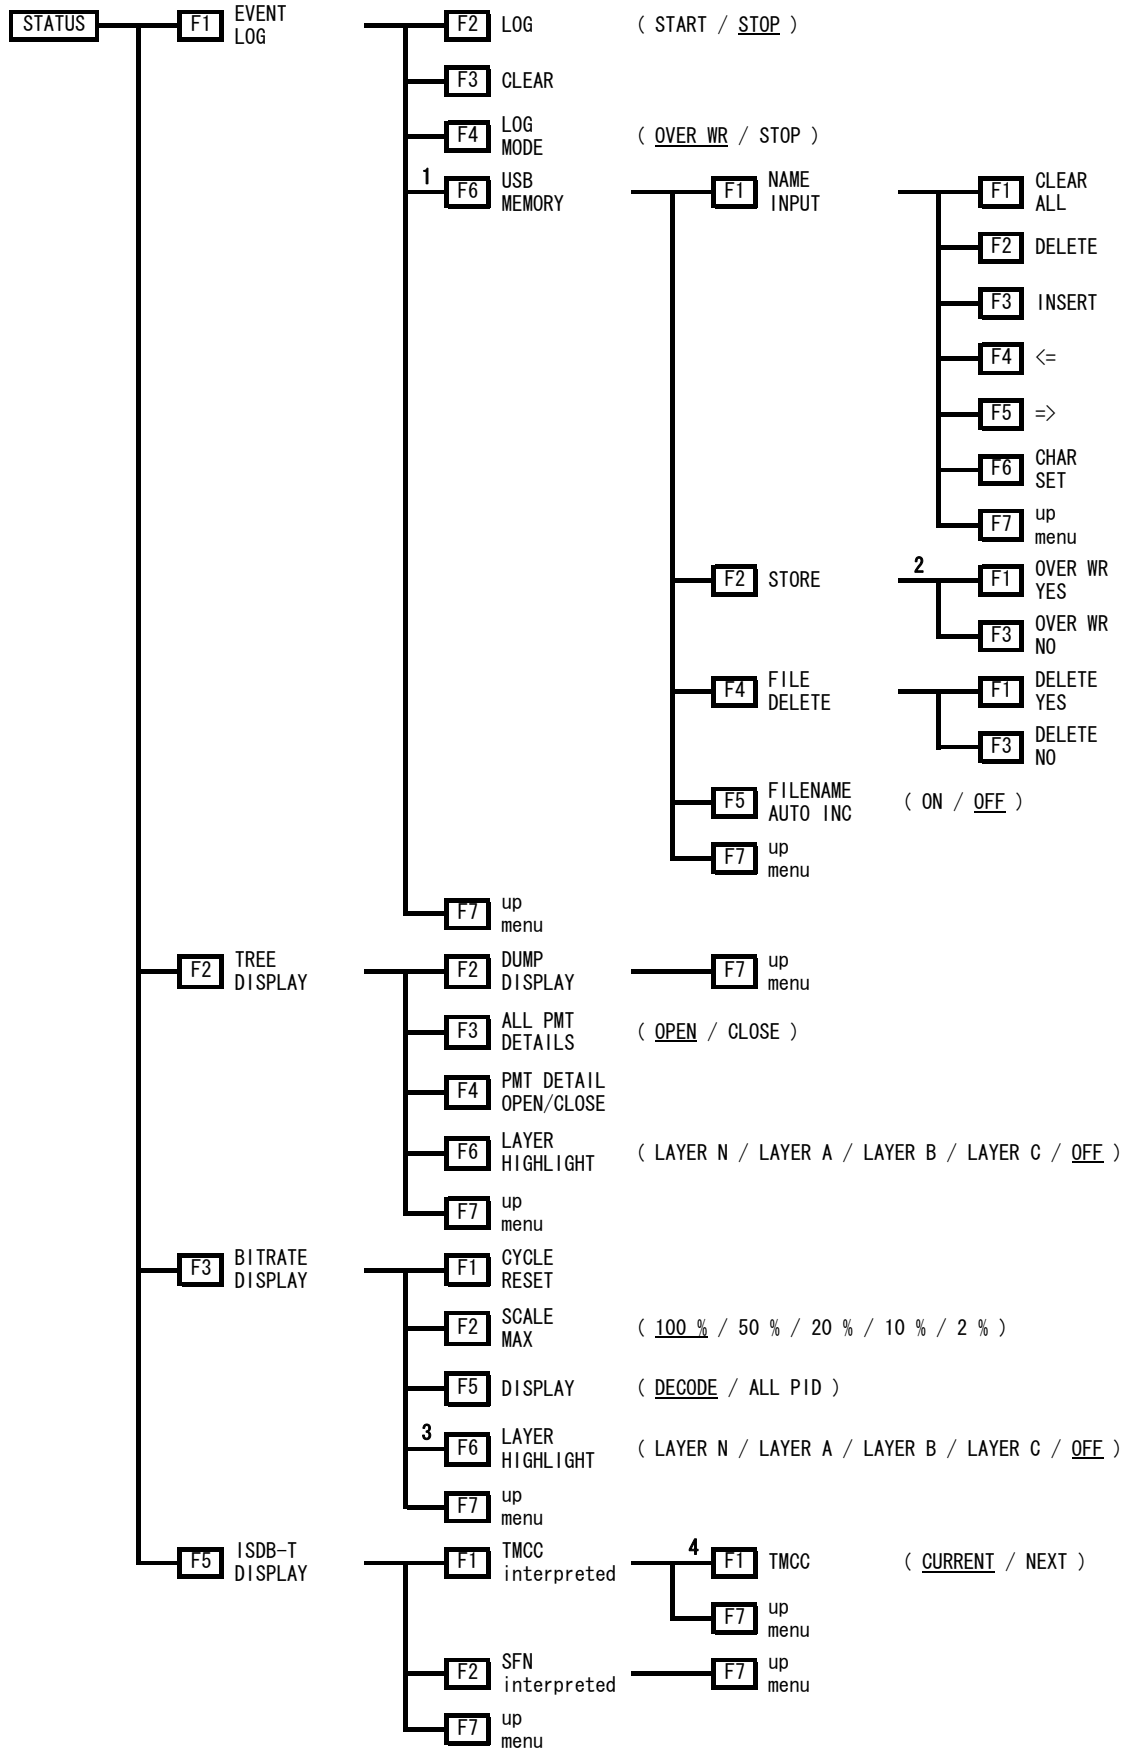 STATUS F1 EVENT LOG F2 LOG ( START / STOP )
F3 CLEAR
F4 LOG MODE ( OVER WR / STOP )
1 F6 USB MEMORY F1 NAME INPUT F1 CLEAR ALL
F2 DELETE
F3 INSERT
F4 <=
F5 =>
F6 CHAR SET
F7 up menu
F2 STORE 2 F1 OVER WR YES
F3 OVER WR NO
F4 FILE DELETE F1 DELETE YES
F3 DELETE NO
F5 FILENAME AUTO INC ( ON / OFF )
F7 up menu
F7 up menu
F2 TREE DISPLAY F2 DUMP DISPLAY F7 up menu
F3 ALL PMT DETAILS ( OPEN / CLOSE )
F4 PMT DETAIL OPEN/CLOSE
F6 LAYER HIGHLIGHT ( LAYER N / LAYER A / LAYER B / LAYER C / OFF )
F7 up menu
F3 BITRATE DISPLAY F1 CYCLE RESET
F2 SCALE MAX ( 100 % / 50 % / 20 % / 10 % / 2 % )
F5 DISPLAY ( DECODE / ALL PID )
3 F6 LAYER HIGHLIGHT ( LAYER N / LAYER A / LAYER B / LAYER C / OFF )
F7 up menu
F5 ISDB-T DISPLAY F1 TMCC interpreted 4 F1 TMCC ( CURRENT / NEXT )
F7 up menu
F2 SFN interpreted F7 up menu
F7 up menu